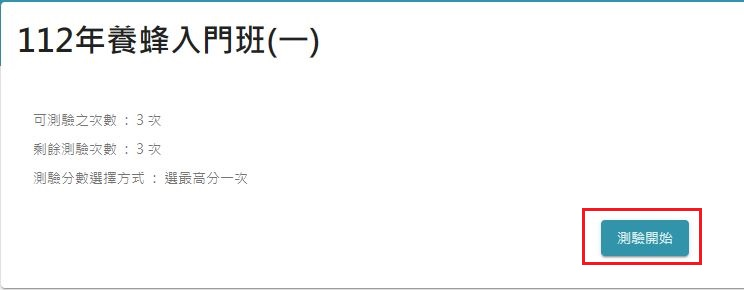 112年養蜂入門班(一)
可測驗之次數 : 3 次
剩餘測驗次數 : 3 次
測驗分數選擇方式 : 選最高分一次
測驗開始